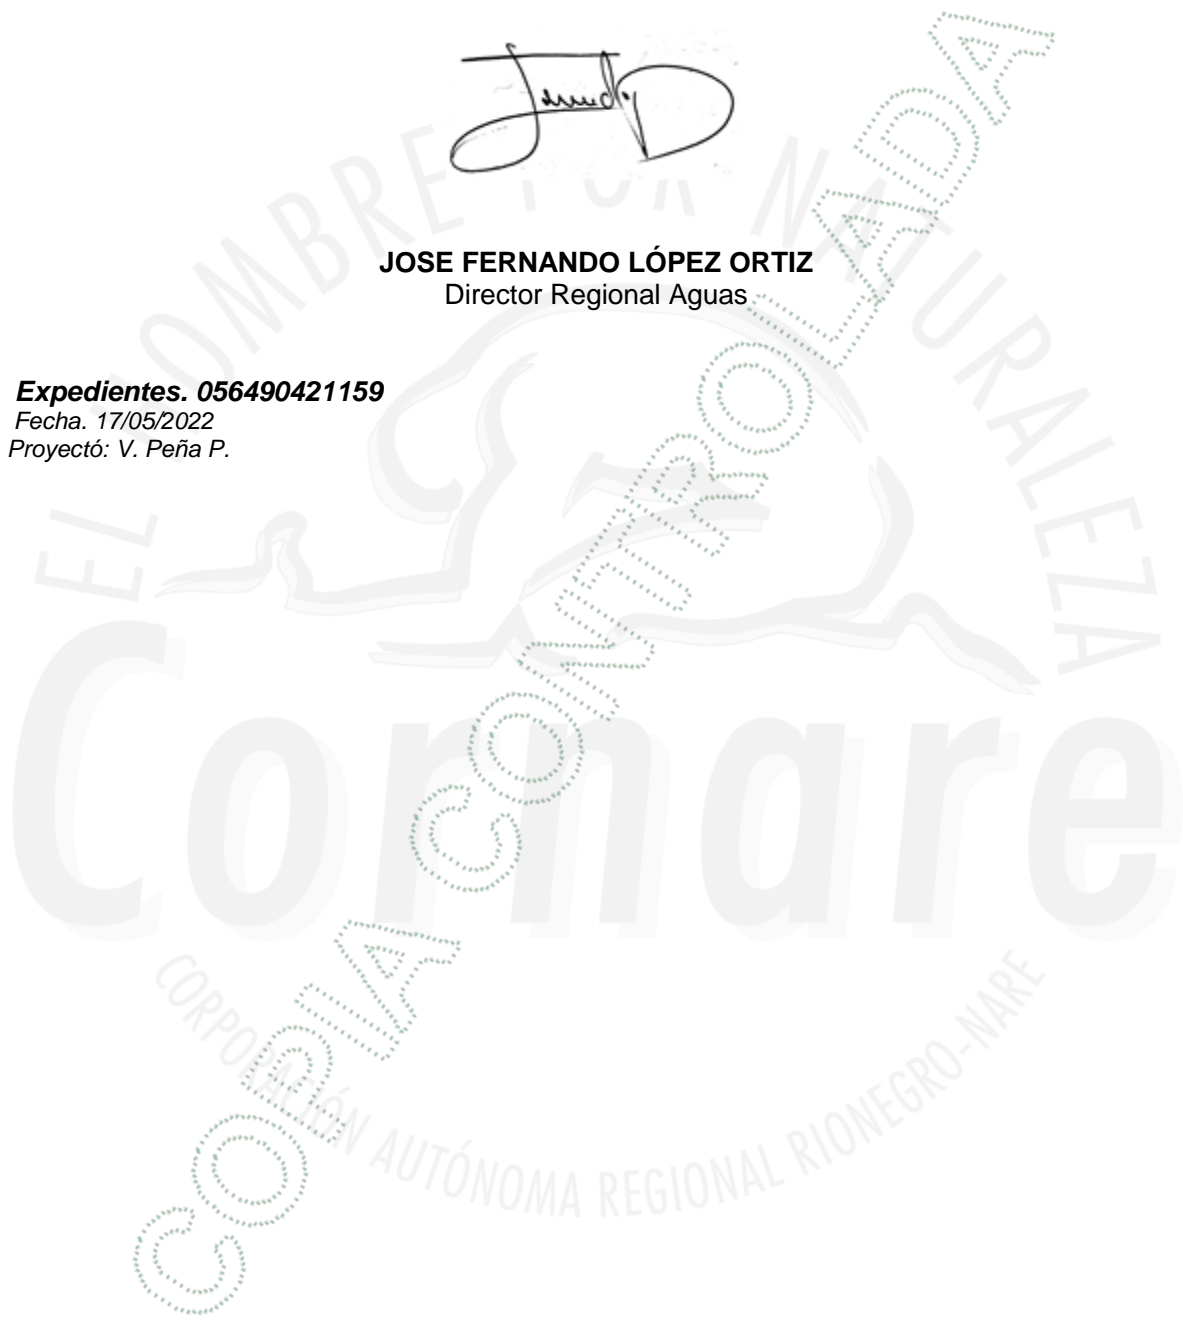 JOSE FERNANDO LÓPEZ ORTIZ
Director Regional Aguas
Expedientes. 056490421159
Fecha. 17/05/2022
Proyectó: V. Peña P.
EL HOMBRE POR NATURALEZA
Cornare
CORPORACIÓN AUTÓNOMA REGIONAL RIONEGRO-NARE
COPIA CONTROLADA